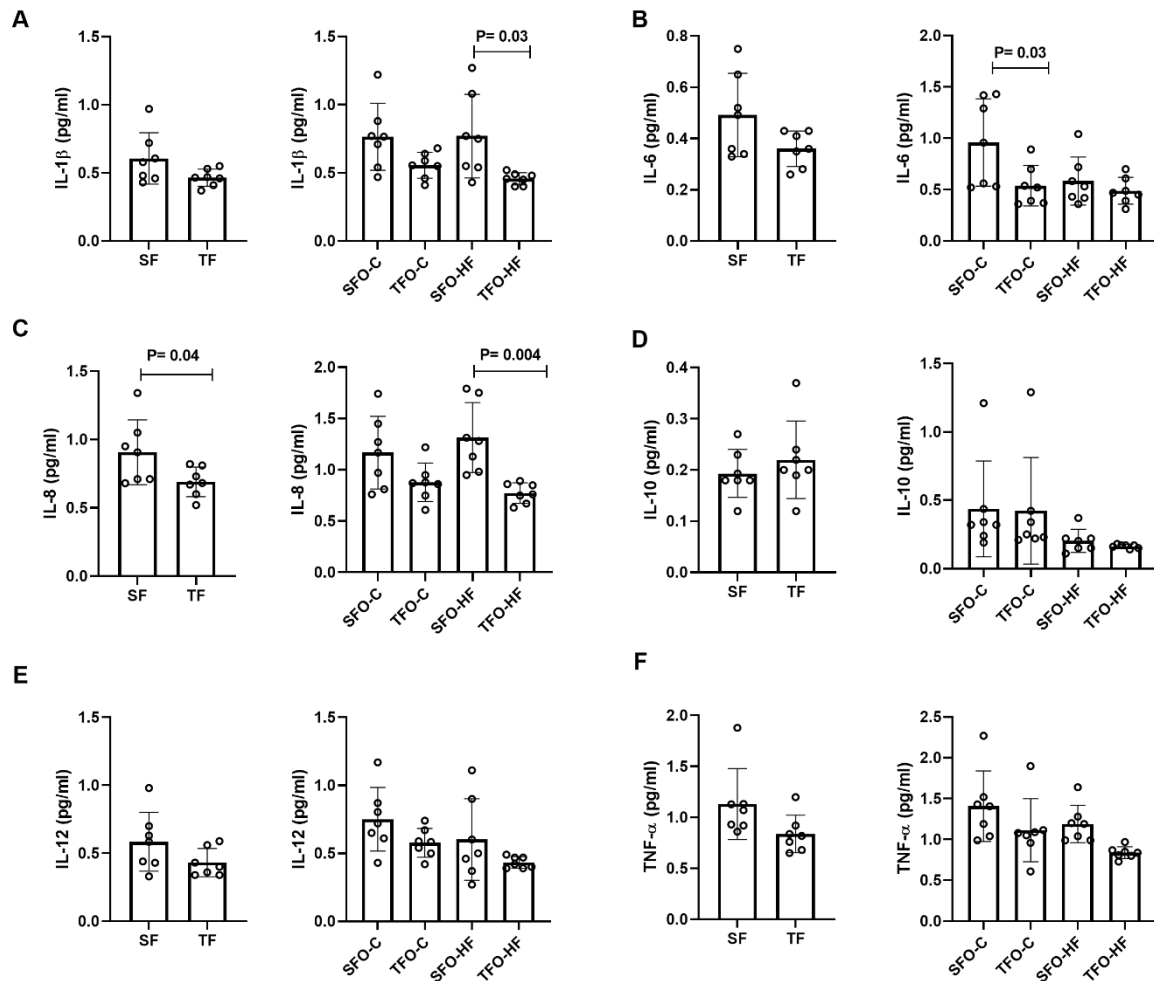 A
IL-1β (pg/ml)
1.5
1.0
0.5
0.0
SF
TF
IL-1β (pg/ml)
1.5
1.0
0.5
0.0
P= 0.03
SFO-C
TFO-C
SFO-HF
TFO-HF
B
IL-6 (pg/ml)
0.8
0.6
0.4
0.2
0.0
SF
TF
IL-6 (pg/ml)
2.0
1.5
1.0
0.5
0.0
P= 0.03
SFO-C
TFO-C
SFO-HF
TFO-HF
C
IL-8 (pg/ml)
1.5
1.0
0.5
0.0
P= 0.04
SF
TF
IL-8 (pg/ml)
2.0
1.5
1.0
0.5
0.0
P= 0.004
SFO-C
TFO-C
SFO-HF
TFO-HF
D
IL-10 (pg/ml)
0.4
0.3
0.2
0.1
0.0
SF
TF
IL-10 (pg/ml)
1.5
1.0
0.5
0.0
SFO-C
TFO-C
SFO-HF
TFO-HF
E
IL-12 (pg/ml)
1.5
1.0
0.5
0.0
SF
TF
IL-12 (pg/ml)
1.5
1.0
0.5
0.0
SFO-C
TFO-C
SFO-HF
TFO-HF
F
TNF-α (pg/ml)
2.0
1.5
1.0
0.5
0.0
SF
TF
TNF-α (pg/ml)
2.5
2.0
1.5
1.0
0.5
0.0
SFO-C
TFO-C
SFO-HF
TFO-HF